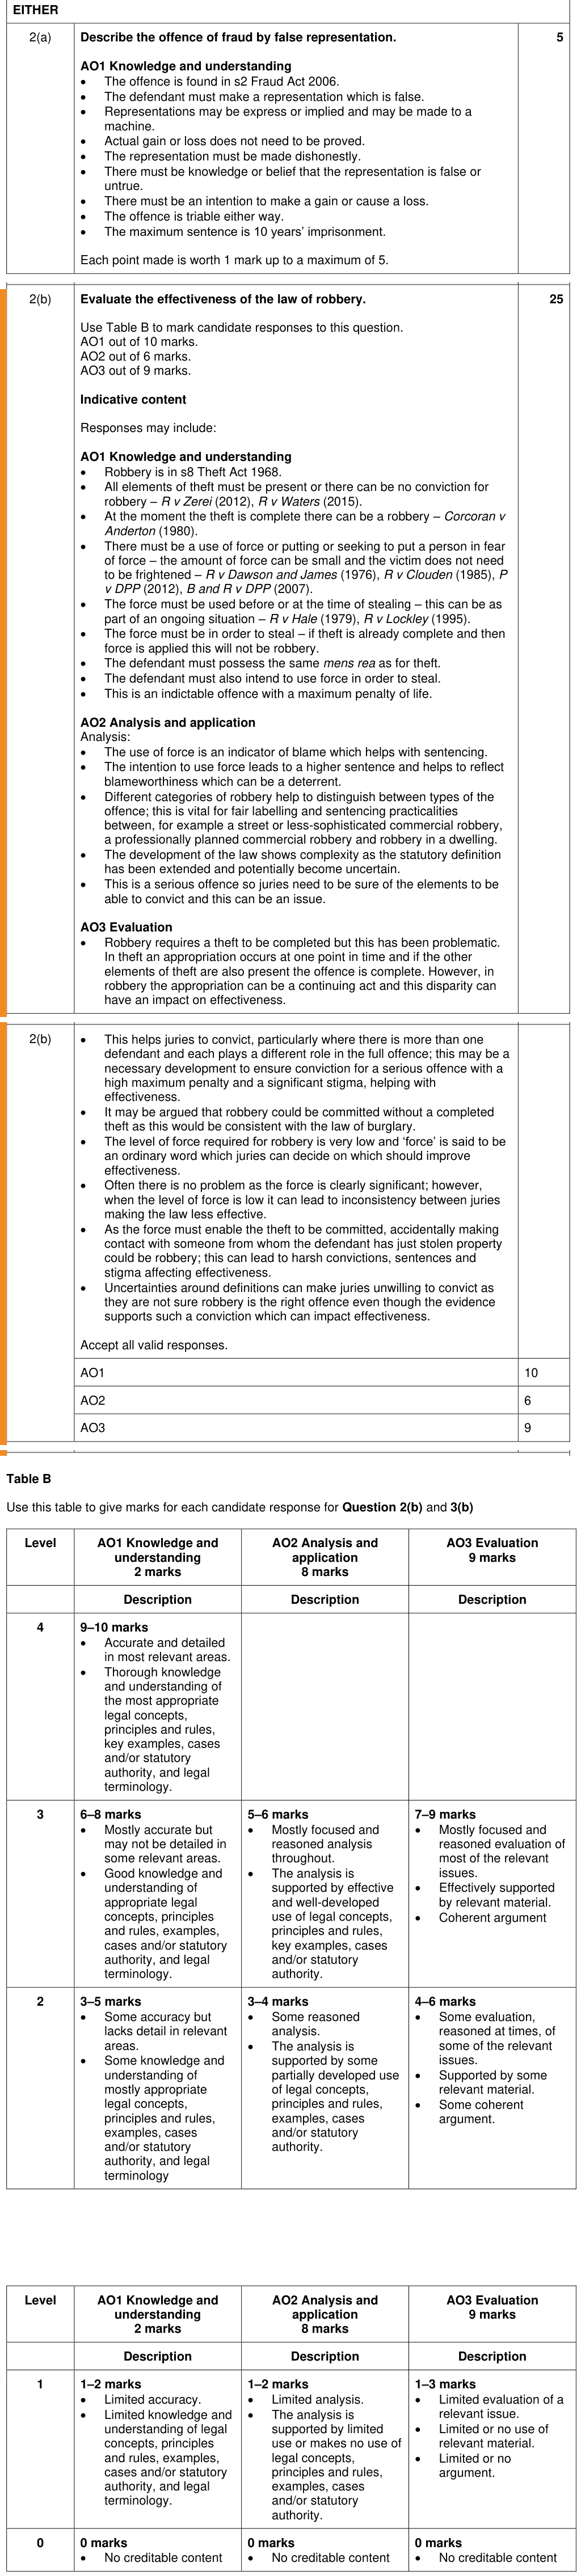 EITHER
2(a)
Describe the offence of fraud by false representation.
5
AO1 Knowledge and understanding
• The offence is found in s2 Fraud Act 2006.
• The defendant must make a representation which is false.
• Representations may be express or implied and may be made to a
machine.
• Actual gain or loss does not need to be proved.
• The representation must be made dishonestly.
• There must be knowledge or belief that the representation is false or
untrue.
• There must be an intention to make a gain or cause a loss.
• The offence is triable either way.
• The maximum sentence is 10 years' imprisonment.
Each point made is worth 1 mark up to a maximum of 5.
2(b)
Evaluate the effectiveness of the law of robbery.
25
Use Table B to mark candidate responses to this question.
AO1 out of 10 marks.
AO2 out of 6 marks.
AO3 out of 9 marks.
Indicative content
Responses may include:
AO1 Knowledge and understanding
• Robbery is in s8 Theft Act 1968.
• All elements of theft must be present or there can be no conviction for
robbery – R v Zerei (2012), R v Waters (2015).
• At the moment the theft is complete there can be a robbery – Corcoran v
Anderton (1980).
• There must be a use of force or putting or seeking to put a person in fear
of force – the amount of force can be small and the victim does not need
to be frightened – R v Dawson and James (1976), R v Clouden (1985), P
v DPP (2012), B and R v DPP (2007).
• The force must be used before or at the time of stealing – this can be as
part of an ongoing situation – R v Hale (1979), R v Lockley (1995).
• The force must be in order to steal – if theft is already complete and then
force is applied this will not be robbery.
• The defendant must possess the same mens rea as for theft.
• The defendant must also intend to use force in order to steal.
• This is an indictable offence with a maximum penalty of life.
AO2 Analysis and application
Analysis:
• The use of force is an indicator of blame which helps with sentencing.
• The intention to use force leads to a higher sentence and helps to reflect
blameworthiness which can be a deterrent.
• Different categories of robbery help to distinguish between types of the
offence; this is vital for fair labelling and sentencing practicalities
between, for example a street or less-sophisticated commercial robbery,
a professionally planned commercial robbery and robbery in a dwelling.
• The development of the law shows complexity as the statutory definition
has been extended and potentially become uncertain.
• This is a serious offence so juries need to be sure of the elements to be
able to convict and this can be an issue.
AO3 Evaluation
• Robbery requires a theft to be completed but this has been problematic.
In theft an appropriation occurs at one point in time and if the other
elements of theft are also present the offence is complete. However, in
robbery the appropriation can be a continuing act and this disparity can
have an impact on effectiveness.
2(b)
• This helps juries to convict, particularly where there is more than one
defendant and each plays a different role in the full offence; this may be a
necessary development to ensure conviction for a serious offence with a
high maximum penalty and a significant stigma, helping with
effectiveness.
• It may be argued that robbery could be committed without a completed
theft as this would be consistent with the law of burglary.
• The level of force required for robbery is very low and 'force' is said to be
an ordinary word which juries can decide on which should improve
effectiveness.
• Often there is no problem as the force is clearly significant; however,
when the level of force is low it can lead to inconsistency between juries
making the law less effective.
• As the force must enable the theft to be committed, accidentally making
contact with someone from whom the defendant has just stolen property
could be robbery; this can lead to harsh convictions, sentences and
stigma affecting effectiveness.
• Uncertainties around definitions can make juries unwilling to convict as
they are not sure robbery is the right offence even though the evidence
supports such a conviction which can impact effectiveness.
Accept all valid responses.
AO1 10
AO2 6
AO3 9
Table B
Use this table to give marks for each candidate response for Question 2(b) and 3(b)
Level
AO1 Knowledge and
understanding
2 marks
AO2 Analysis and
application
8 marks
AO3 Evaluation
9 marks
Description
Description
Description
4
9–10 marks
• Accurate and detailed
in most relevant areas.
• Thorough knowledge
and understanding of
the most appropriate
legal concepts,
principles and rules,
key examples, cases
and/or statutory
authority, and legal
terminology.
3
6–8 marks
• Mostly accurate but
may not be detailed in
some relevant areas.
• Good knowledge and
understanding of
appropriate legal
concepts, principles
and rules, examples,
cases and/or statutory
authority, and legal
terminology.
5–6 marks
• Mostly focused and
reasoned analysis
throughout.
• The analysis is
supported by effective
and well-developed
use of legal concepts,
principles and rules,
key examples, cases
and/or statutory
authority.
7–9 marks
• Mostly focused and
reasoned evaluation of
most of the relevant
issues.
• Effectively supported
by relevant material.
• Coherent argument
2
3–5 marks
• Some accuracy but
lacks detail in relevant
areas.
• Some knowledge and
understanding of
mostly appropriate
legal concepts,
principles and rules,
examples, cases
and/or statutory
authority, and legal
terminology
3–4 marks
• Some reasoned
analysis.
• The analysis is
supported by some
partially developed use
of legal concepts,
principles and rules,
examples, cases
and/or statutory
authority.
4–6 marks
• Some evaluation,
reasoned at times, of
some of the relevant
issues.
• Supported by some
relevant material.
• Some coherent
argument.
Level
AO1 Knowledge and
understanding
2 marks
AO2 Analysis and
application
8 marks
AO3 Evaluation
9 marks
Description
Description
Description
1
1–2 marks
• Limited accuracy.
• Limited knowledge and
understanding of legal
concepts, principles
and rules, examples,
cases and/or statutory
authority, and legal
terminology.
1–2 marks
• Limited analysis.
• The analysis is
supported by limited
use or makes no use of
legal concepts,
principles and rules,
examples, cases
and/or statutory
authority.
1–3 marks
• Limited evaluation of a
relevant issue.
• Limited or no use of
relevant material.
• Limited or no
argument.
0
0 marks
• No creditable content
0 marks
• No creditable content
0 marks
• No creditable content